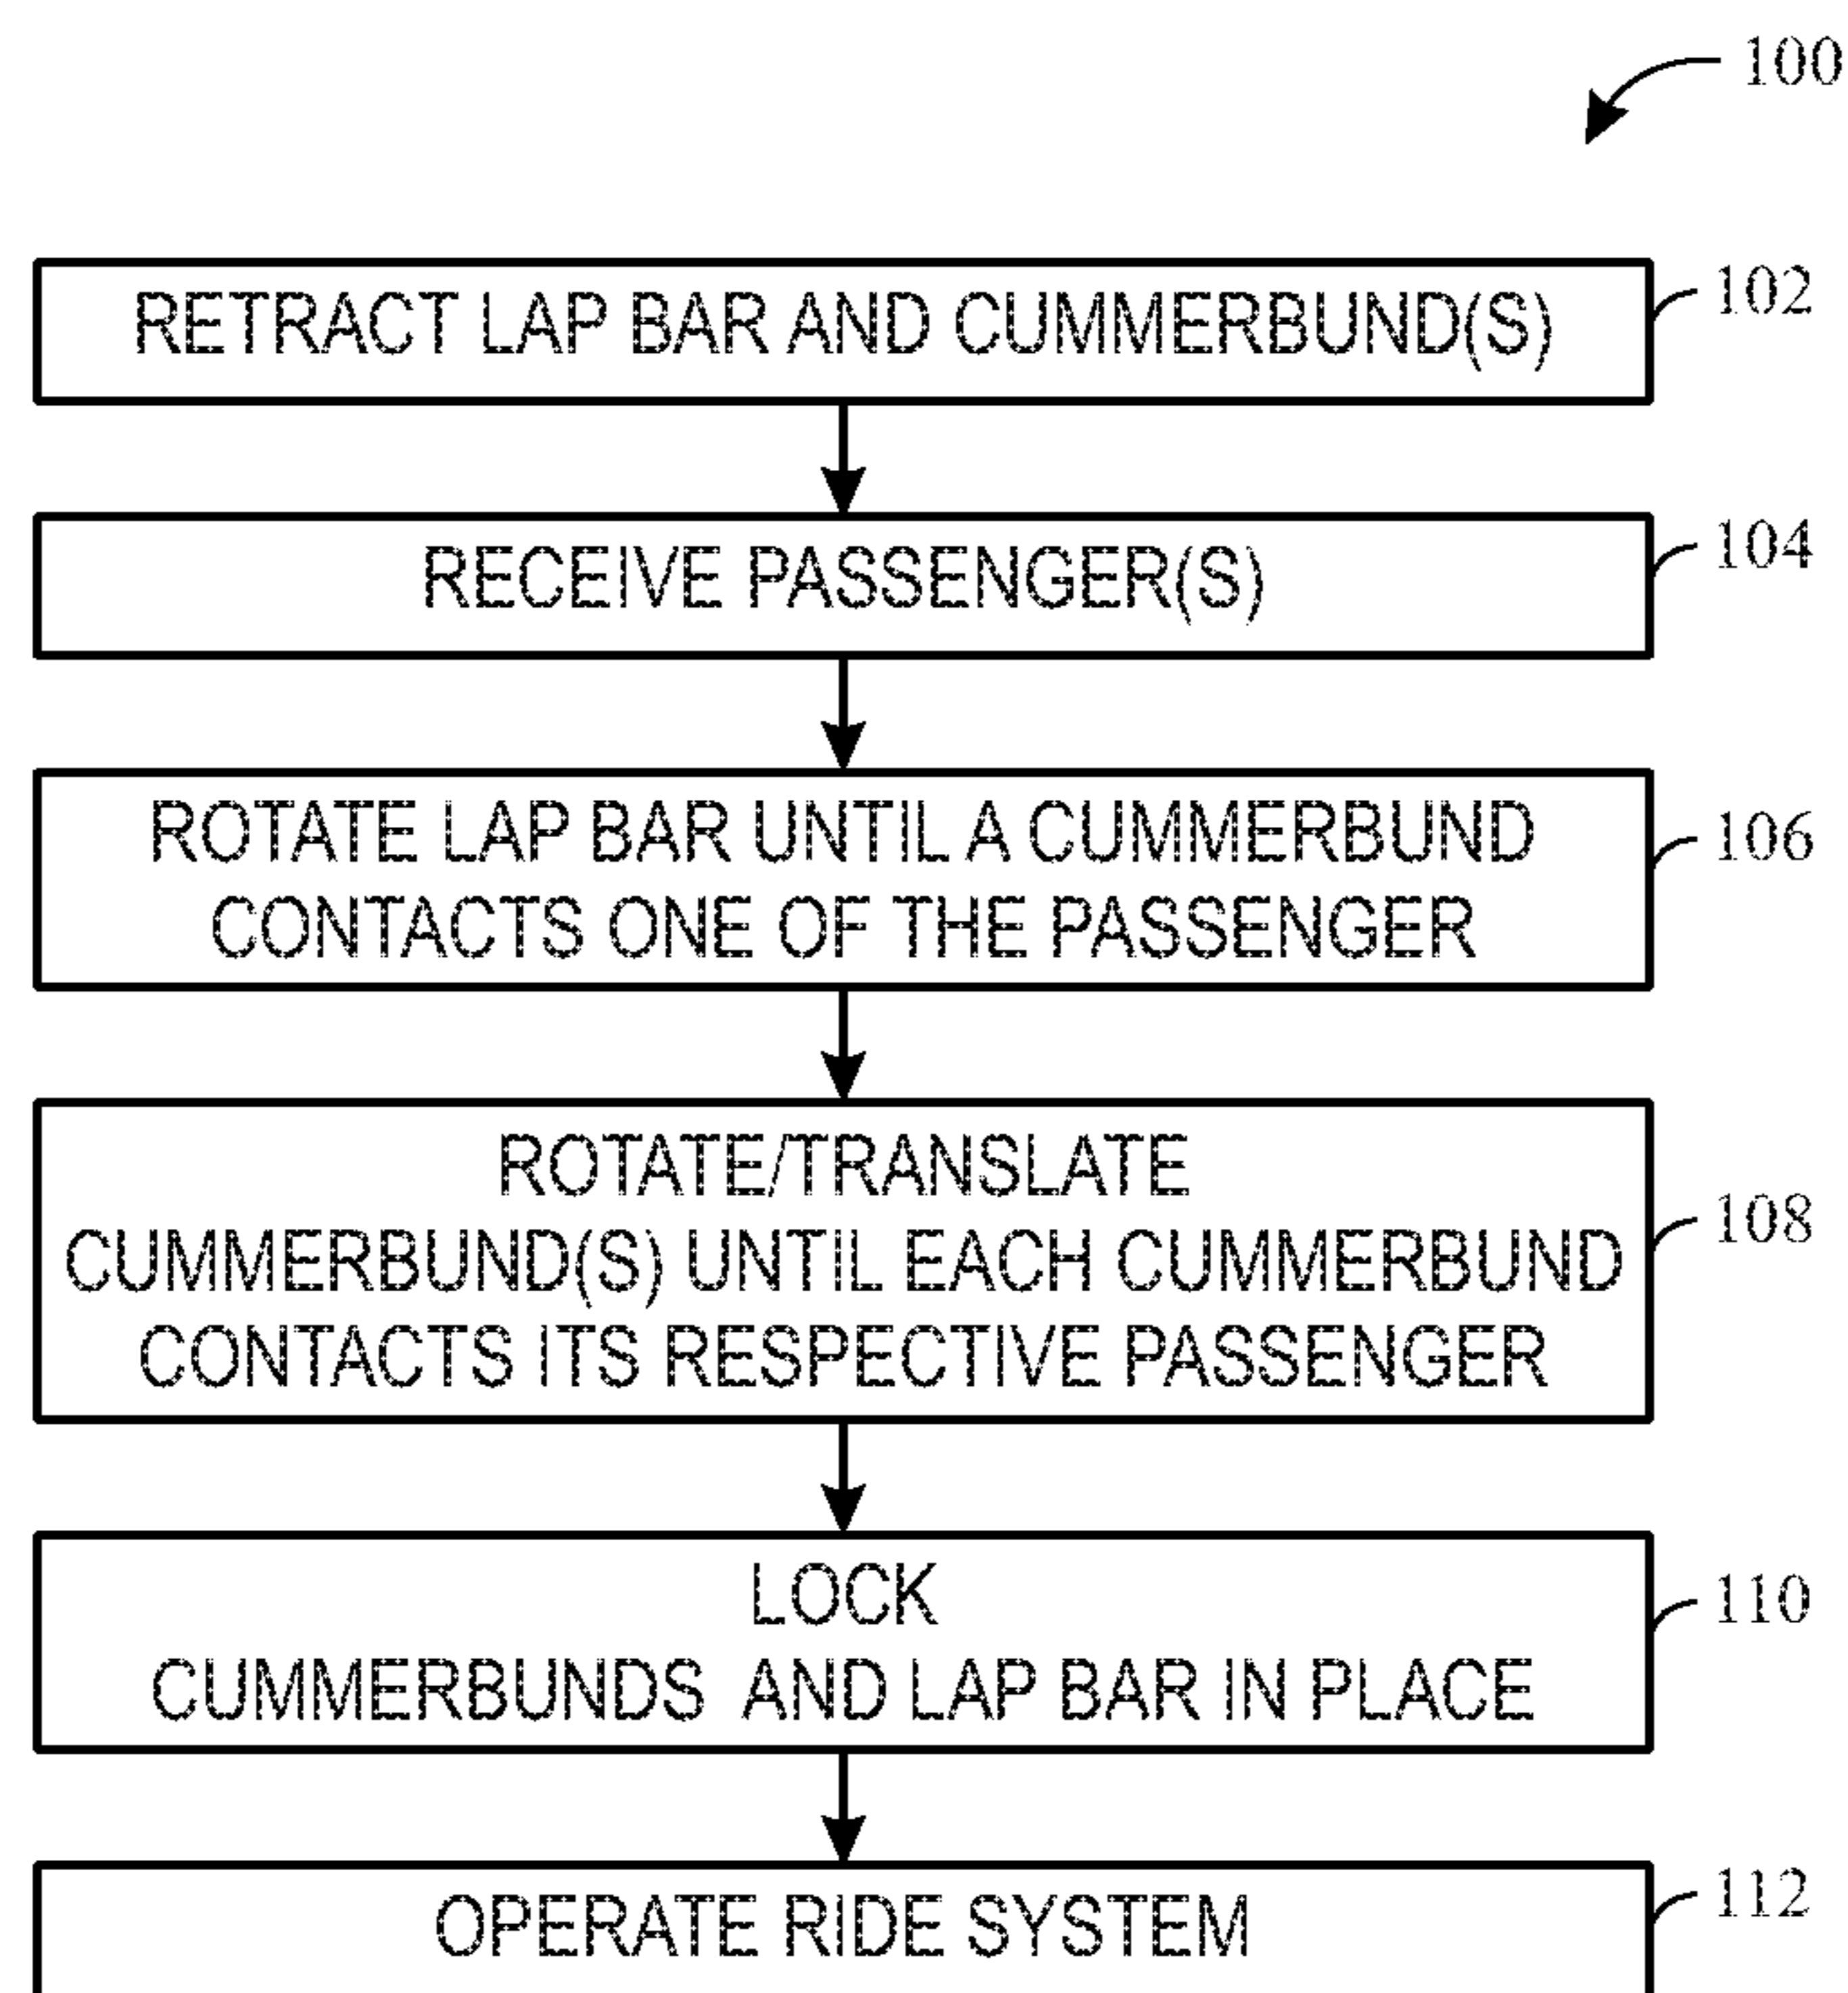 100
RETRACT LAP BAR AND CUMMERBUND(S)
102
RECEIVE PASSENGER(S)
104
ROTATE LAP BAR UNTIL A CUMMERBUND
CONTACTS ONE OF THE PASSENGER
106
ROTATE/TRANSLATE
CUMMERBUND(S) UNTIL EACH CUMMERBUND
CONTACTS ITS RESPECTIVE PASSENGER
108
LOCK
CUMMERBUNDS AND LAP BAR IN PLACE
110
OPERATE RIDE SYSTEM
112